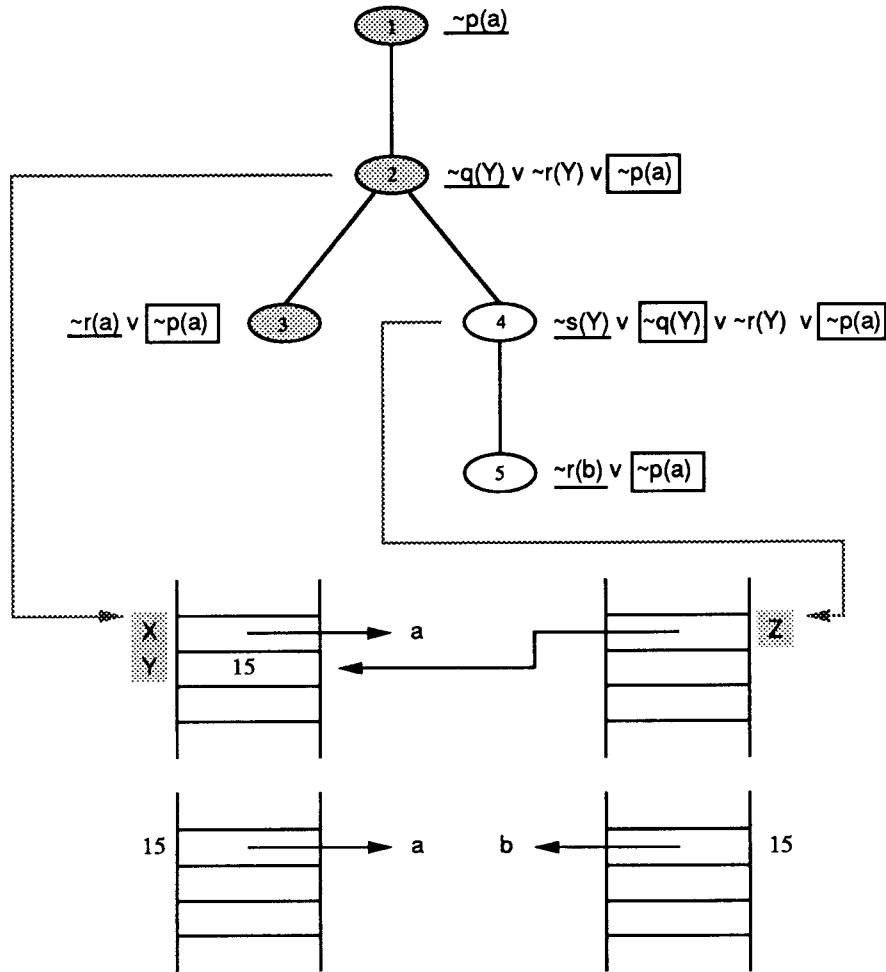 1 ~p(a)
2 ~q(Y) v ~r(Y) v ~p(a)
~r(a) v ~p(a) 3
4 ~s(Y) v ~q(Y) v ~r(Y) v ~p(a)
5 ~r(b) v ~p(a)
X a Z
Y 15
15 a b 15